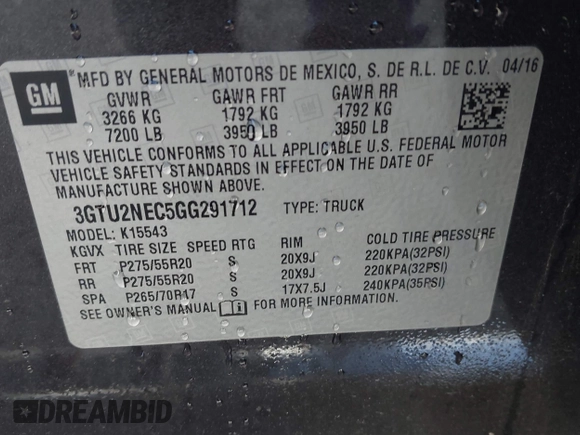 GM ® MFD BY GENERAL MOTORS DE MEXICO, S. DE R.L. DE C.V. 04/16
GVWR GAWR FRT GAWR RR
3266 KG 1792 KG 1792 KG
7200 LB 3950 LB 3950 LB
THIS VEHICLE CONFORMS TO ALL APPLICABLE U.S. FEDERAL MOTOR
VEHICLE SAFETY STANDARDS IN EFFECT ON THE DATE OF
MANUFACTURE SHOWN ABOVE.
3GTU2NEC5GG291712 TYPE: TRUCK
MODEL: K15543
KGVX TIRE SIZE SPEED RTG RIM COLD TIRE PRESSURE
FRT P275/55R20 S 20X9J 220KPA(32PSI)
RR P275/55R20 S 20X9J 220KPA(32PSI)
SPA P265/70R17 S 17X7.5J 240KPA(35PSI)
SEE OWNER'S MANUAL FOR MORE INFORMATION
DREAMBID